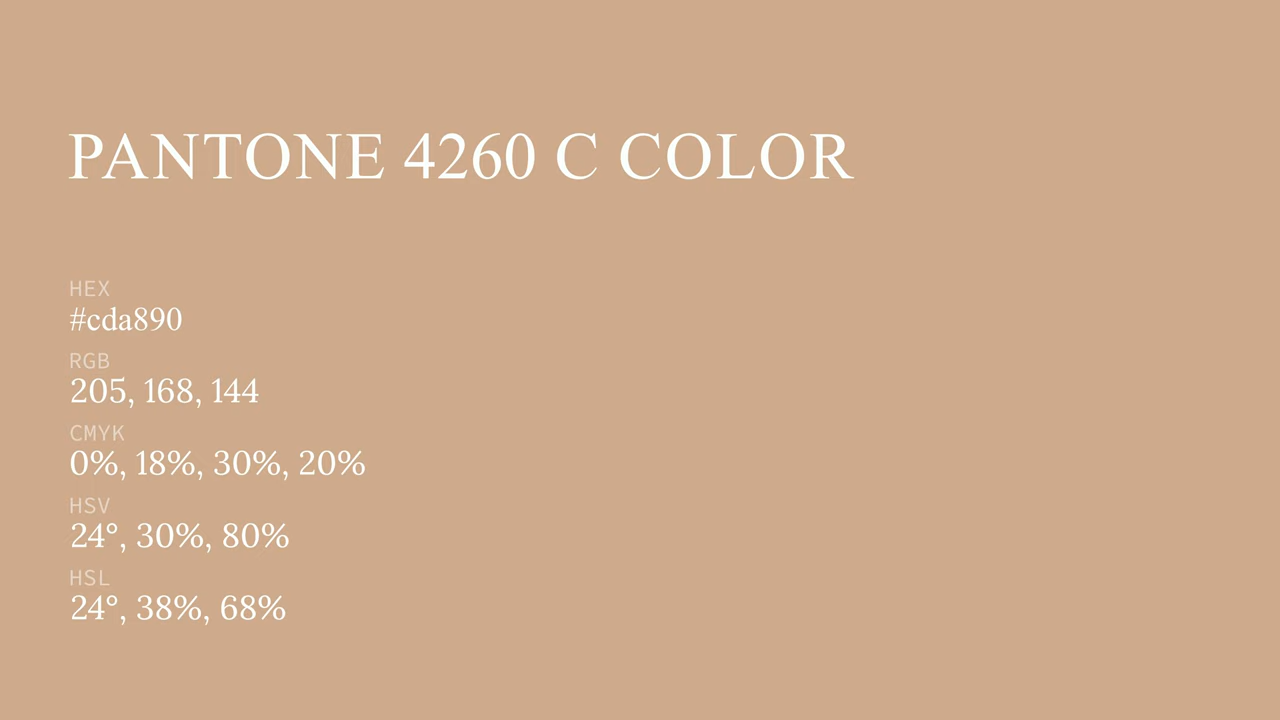 PANTONE 4260 C COLOR
HEX
#cda890
RGB
205, 168, 144
CMYK
0%, 18%, 30%, 20%
HSV
24°, 30%, 80%
HSL
24°, 38%, 68%